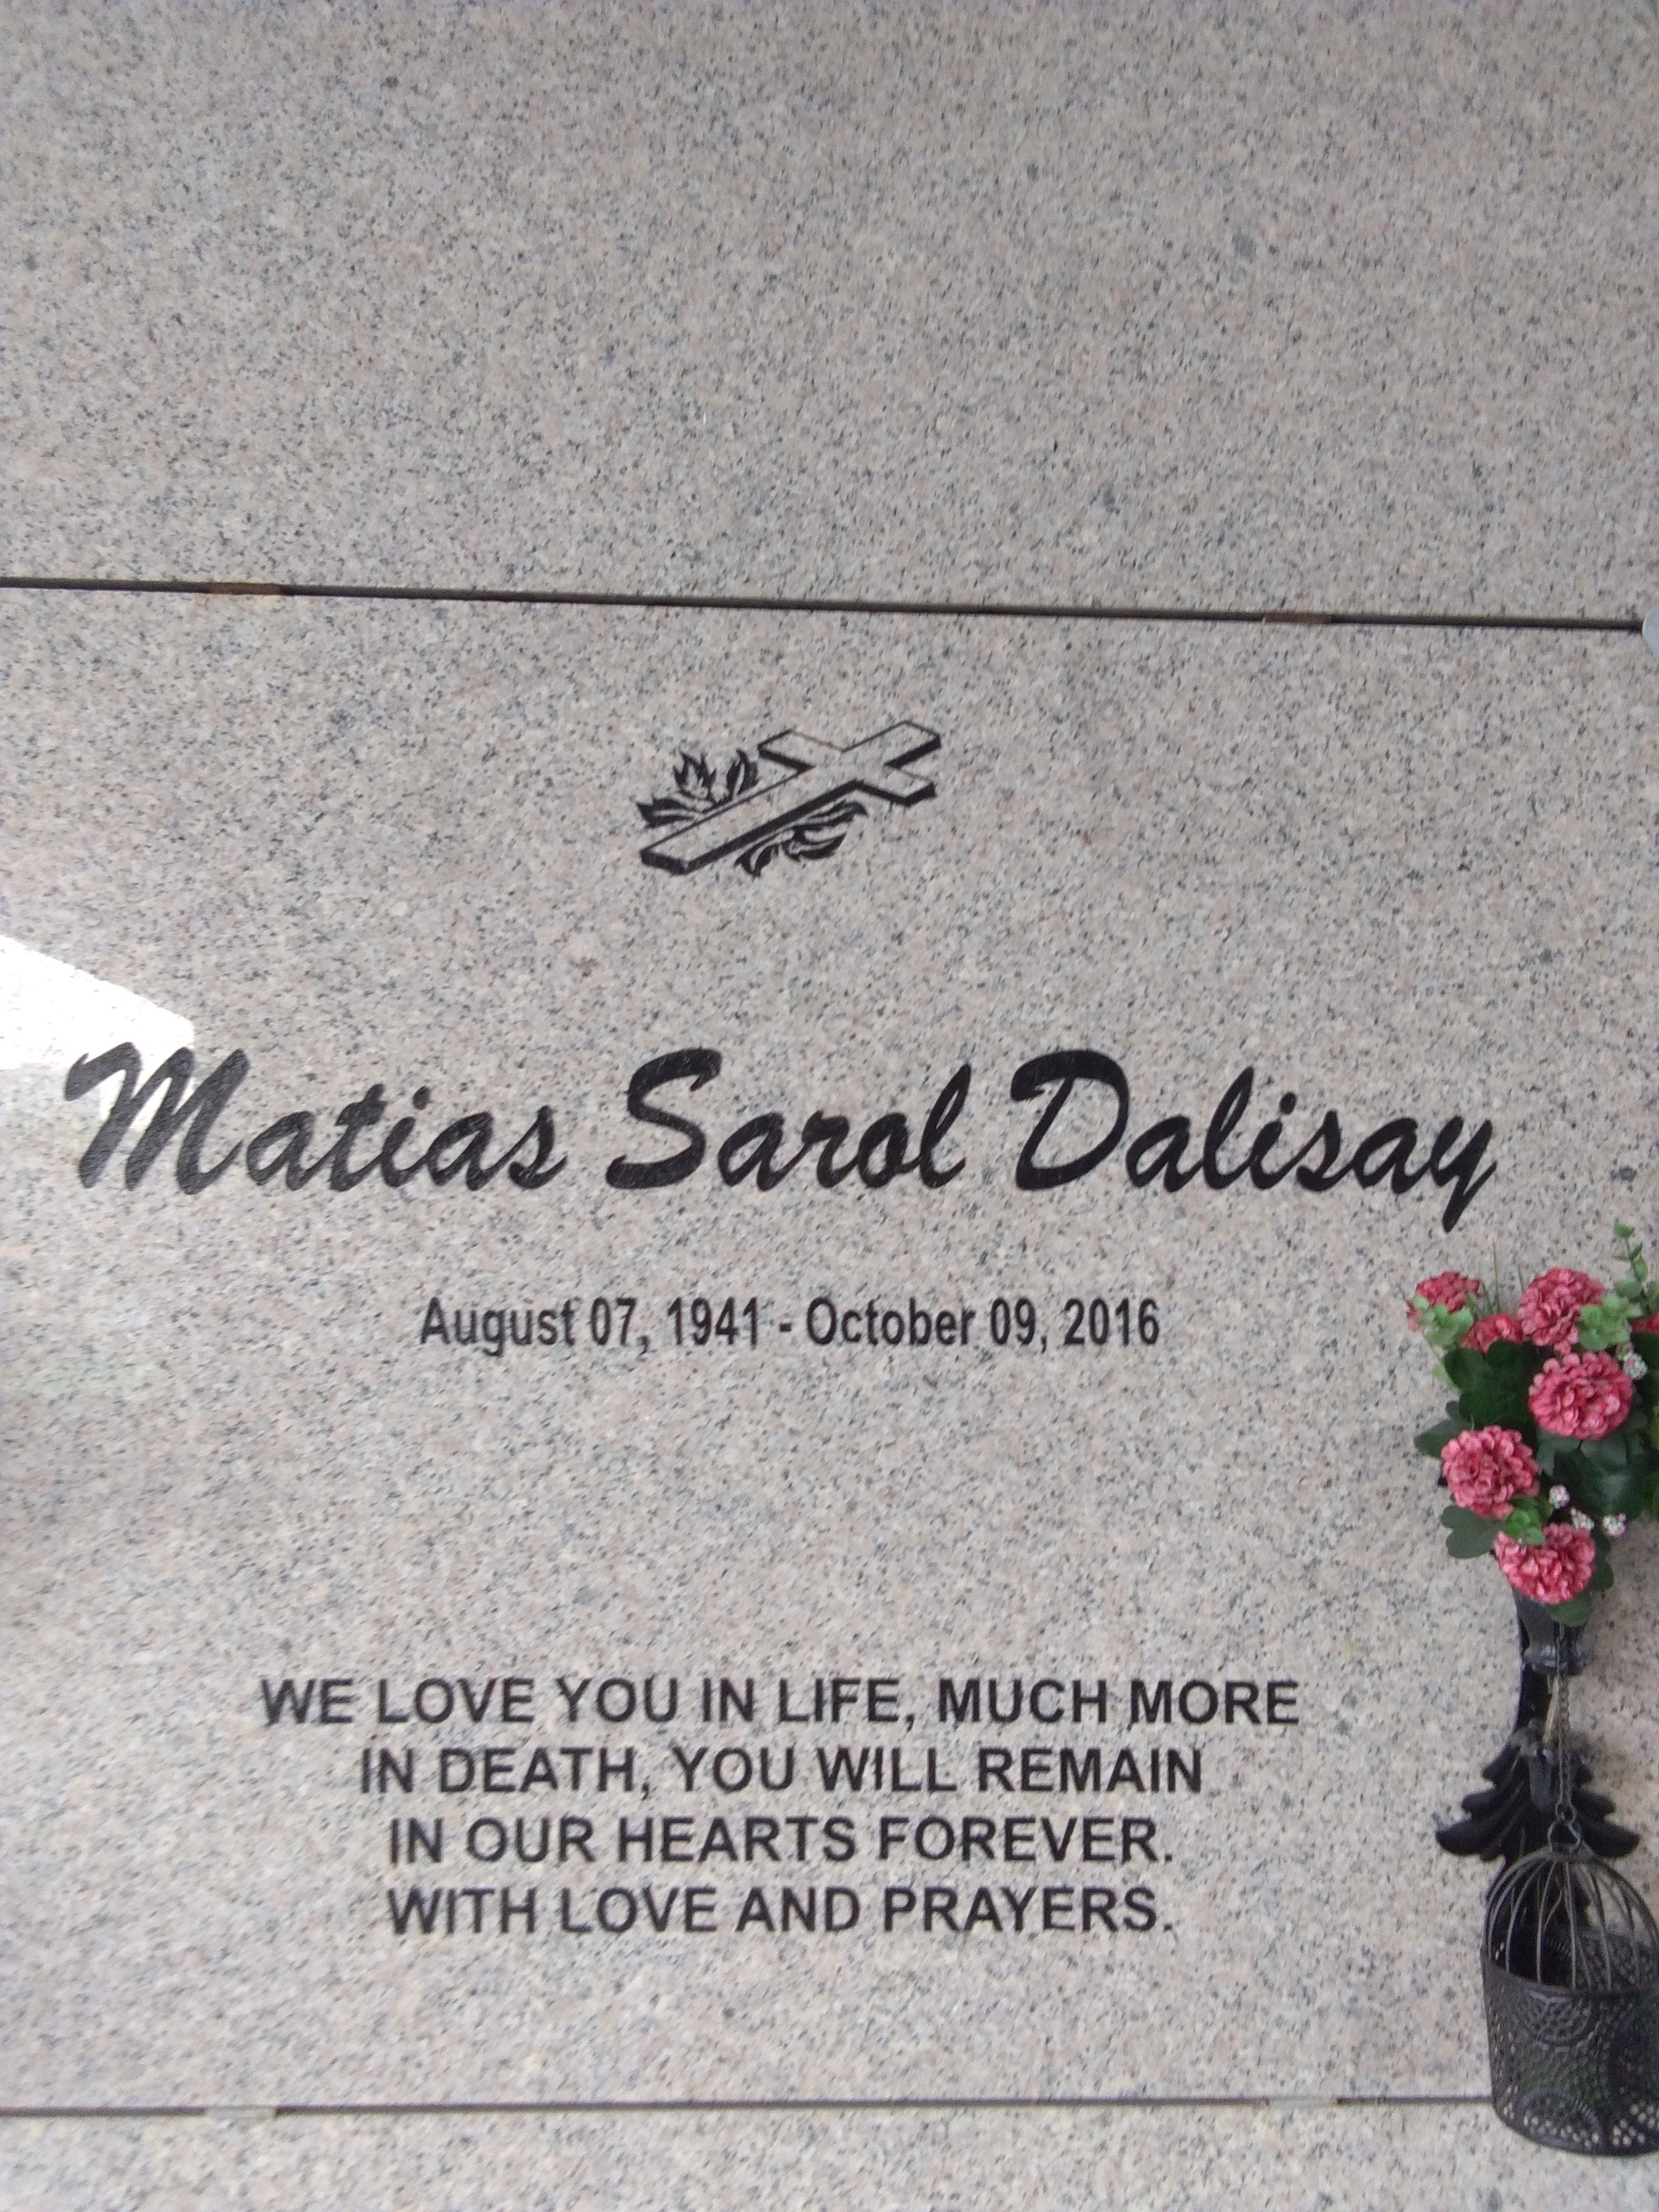 Matias Sarol Dalisay
August 07, 1941 - October 09, 2016
WE LOVE YOU IN LIFE, MUCH MORE
IN DEATH, YOU WILL REMAIN
IN OUR HEARTS FOREVER.
WITH LOVE AND PRAYERS.